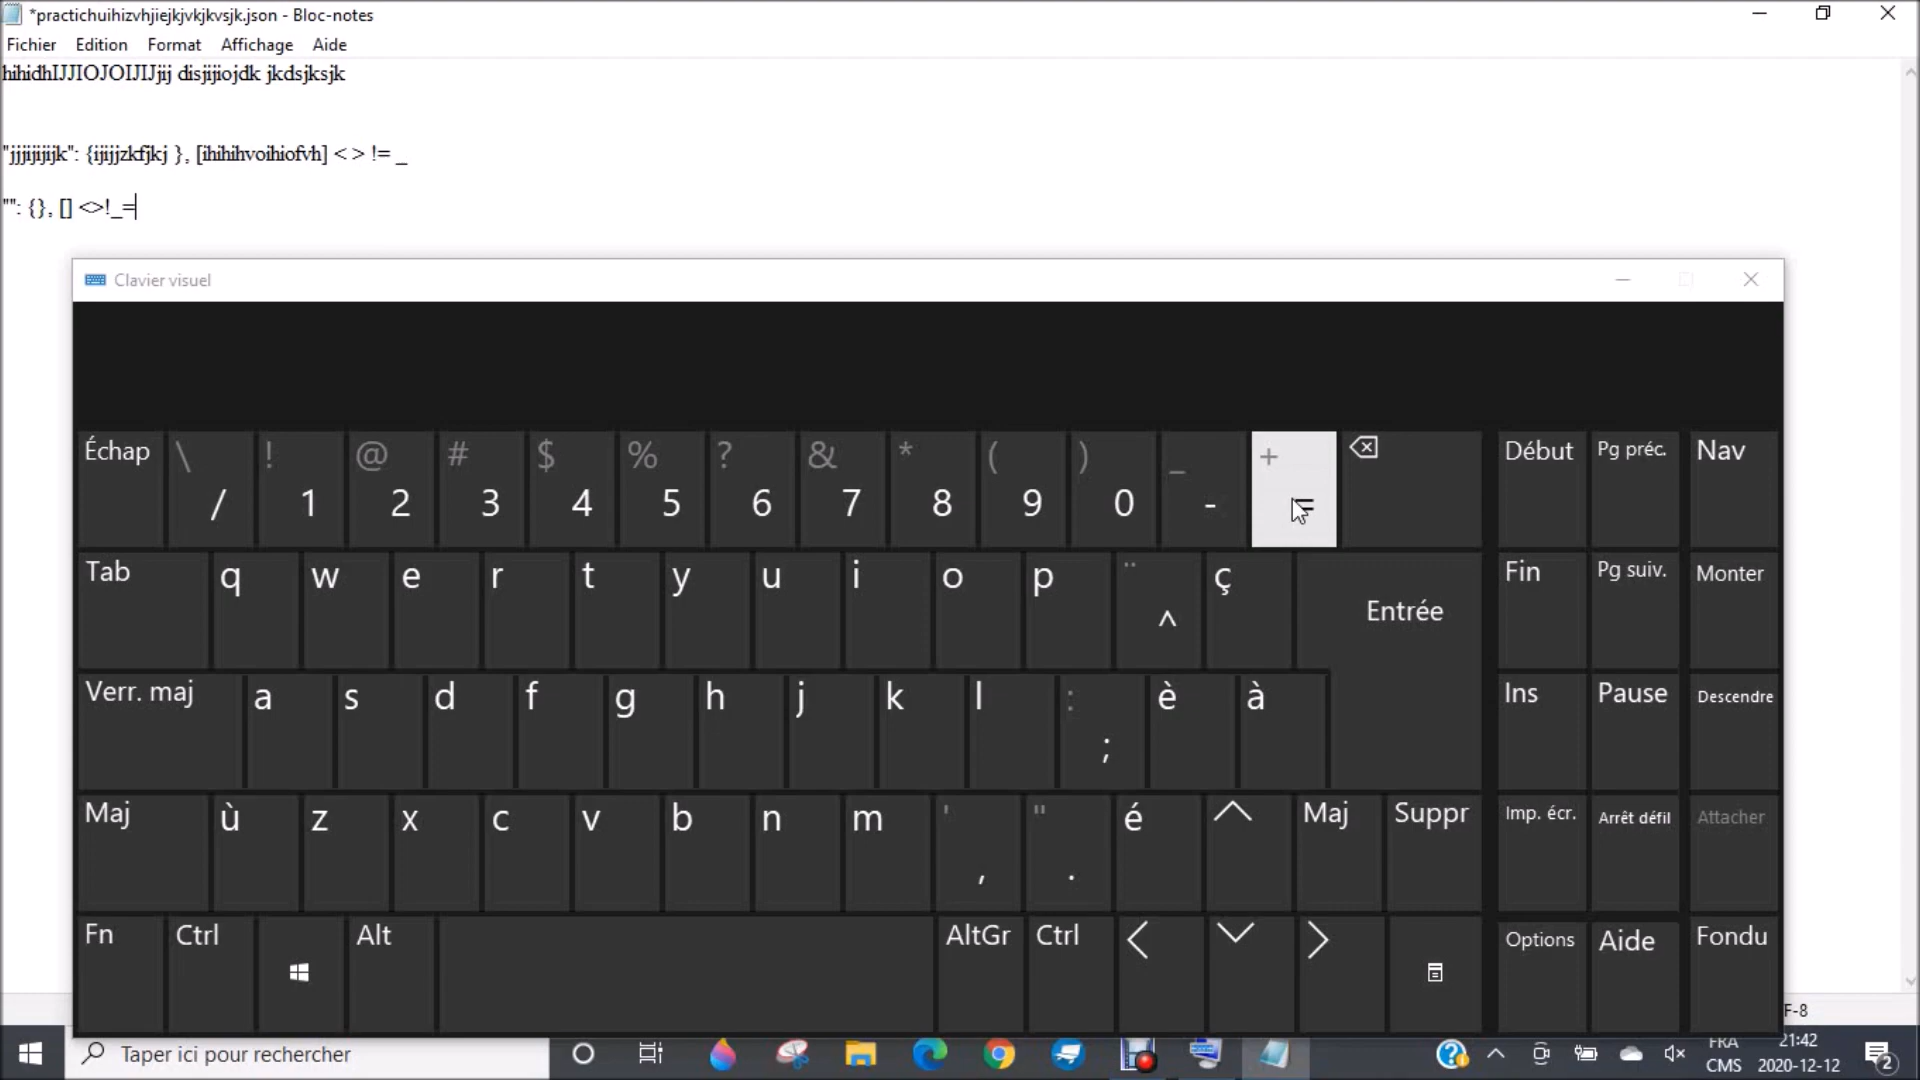 *practichuihizvhjiejkjvkjkvsjk.json - Bloc-notes
Fichier Edition Format Affichage Aide
hihidhIJJIOJOIJIJjij disjijiojdk jkdsjksjk
"jjjijijijk": {ijijjzkfjkj }, [ihihihvoihiofvh] < > != _
"": {}, [] <>!_=
Clavier visuel
Échap \ / ! 1 @ 2 # 3 $ 4 % 5 ? 6 & 7 * 8 ( 9 ) 0 _ - + = Début Pg préc. Nav
Tab q w e r t y u i o p ¨ ^ ç Entrée Fin Pg suiv. Monter
Verr. maj a s d f g h j k l : ; è à Ins Pause Descendre
Maj ù z x c v b n m ' , " . é Maj Suppr Imp. écr. Arrêt défil Attacher
Fn Ctrl Alt AltGr Ctrl Options Aide Fondu
F-8
Taper ici pour rechercher
FRA 21:42
CMS 2020-12-12 2